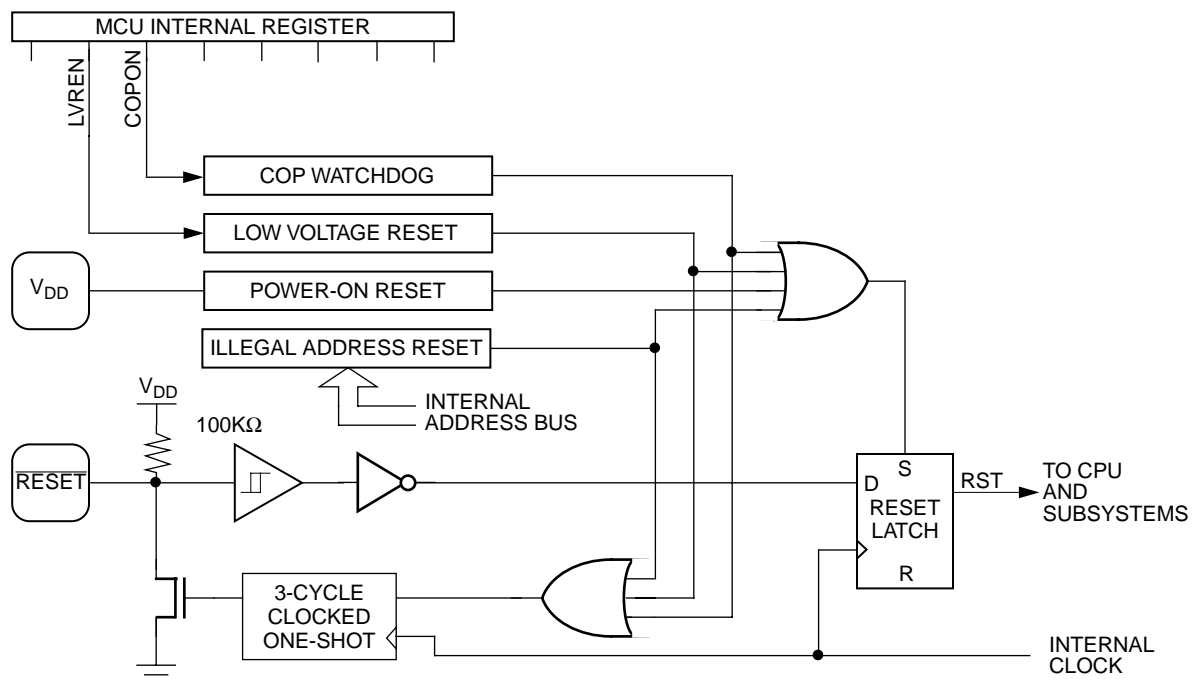 MCU INTERNAL REGISTER
LVREN
COPON
COP WATCHDOG
LOW VOLTAGE RESET
VDD
POWER-ON RESET
ILLEGAL ADDRESS RESET
INTERNAL
ADDRESS BUS
VDD
100KΩ
RESET
D
S
RESET
LATCH
R
RST
TO CPU
AND
SUBSYSTEMS
3-CYCLE
CLOCKED
ONE-SHOT
INTERNAL
CLOCK